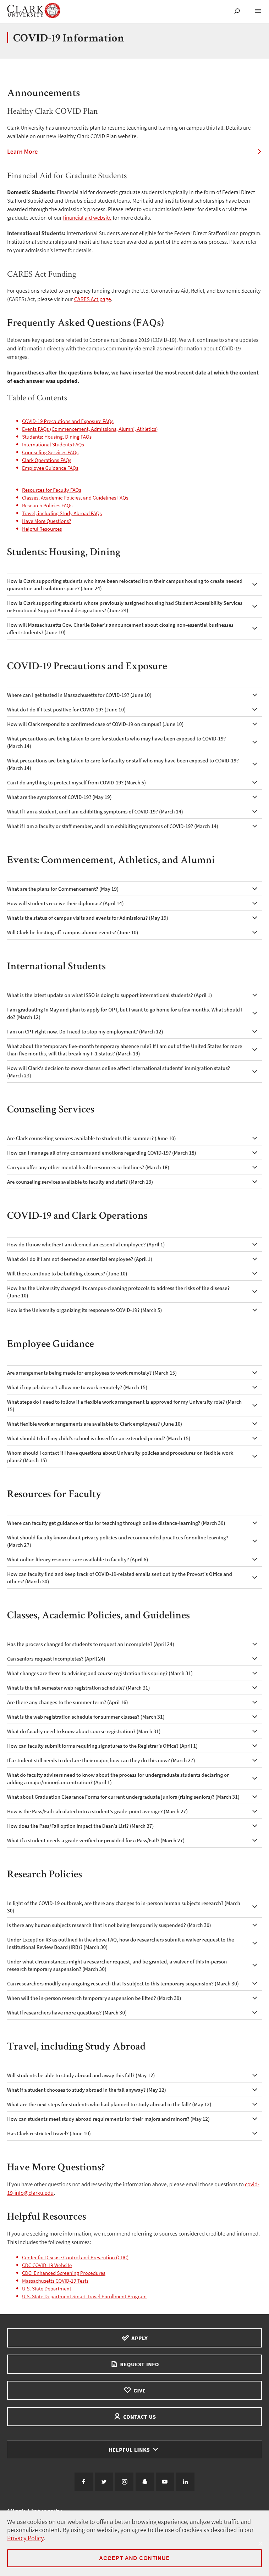 CLARK
UNIVERSITY
COVID-19 Information
Announcements
Healthy Clark COVID Plan
Clark University has announced its plan to resume teaching and learning on campus this fall. Details are
available on our new Healthy Clark COVID Plan website.
Learn More
Financial Aid for Graduate Students
Domestic Students: Financial aid for domestic graduate students is typically in the form of Federal Direct
Stafford Subsidized and Unsubsidized student loans. Merit aid and institutional scholarships have been
awarded through the admissions process. Please refer to your admission's letter for details or visit the
graduate section of our financial aid website for more details.
International Students: International Students are not eligible for the Federal Direct Stafford loan program.
Institutional scholarships and merit aid have been awarded as part of the admissions process. Please refer
to your admission's letter for details.
CARES Act Funding
For graphics related to emergency funding through the U.S. Coronavirus Aid, Relief, and Economic Security
(CARES) Act, please visit our CARES Act page.
Frequently Asked Questions (FAQs)
Below are key questions related to Coronavirus Disease 2019 (COVID-19). We will continue to post updates
on this website and directly to the Clark community via email as new information about COVID-19
emerges.
In parentheses after the questions below, we have inserted the most recent date at which the content
of each answer was updated.
Table of Contents
COVID-19 Precautions and Exposure FAQs
Events FAQs (Commencement, Admissions, Alumni, Athletics)
Students: Housing, Dining FAQs
International Students FAQs
Counseling Services FAQs
Clark Operations FAQs
Employee Guidance FAQs
Resources for Faculty FAQs
Classes, Academic Policies, and Guidelines FAQs
Research Policies FAQs
Travel, including Study Abroad FAQs
Have More Questions?
Helpful Resources
Students: Housing, Dining
How is Clark supporting students who have been relocated from their campus housing to create needed
quarantine and isolation space? (June 24)
How is Clark supporting students whose previously assigned housing had Student Accessibility Services
or Emotional Support Animal designations? (June 24)
How will Massachusetts Gov. Charlie Baker's announcement about closing non-essential businesses
affect students? (June 10)
COVID-19 Precautions and Exposure
Where can I get tested in Massachusetts for COVID-19? (June 10)
What do I do if I test positive for COVID-19? (June 10)
How will Clark respond to a confirmed case of COVID-19 on campus? (June 10)
What precautions are being taken to care for students who may have been exposed to COVID-19?
(March 14)
What precautions are being taken to care for faculty or staff who may have been exposed to COVID-19?
(March 14)
Can I do anything to protect myself from COVID-19? (March 5)
What are the symptoms of COVID-19? (May 19)
What if I am a student, and I am exhibiting symptoms of COVID-19? (March 14)
What if I am a faculty or staff member, and I am exhibiting symptoms of COVID-19? (March 14)
Events: Commencement, Athletics, and Alumni
What are the plans for Commencement? (May 19)
How will students receive their diplomas? (April 14)
What is the status of campus visits and events for Admissions? (May 19)
Will Clark be hosting off-campus alumni events? (June 10)
International Students
What is the latest update on what ISSO is doing to support international students? (April 1)
I am graduating in May and plan to apply for OPT, but I want to go home for a few months. What should I
do? (March 12)
I am on CPT right now. Do I need to stop my employment? (March 12)
What about the temporary five-month temporary absence rule? If I am out of the United States for more
than five months, will that break my F-1 status? (March 19)
How will Clark's decision to move classes online affect international students' immigration status?
(March 23)
Counseling Services
Are Clark counseling services available to students this summer? (June 10)
How can I manage all of my concerns and emotions regarding COVID-19? (March 18)
Can you offer any other mental health resources or hotlines? (March 18)
Are counseling services available to faculty and staff? (March 13)
COVID-19 and Clark Operations
How do I know whether I am deemed an essential employee? (April 1)
What do I do if I am not deemed an essential employee? (April 1)
Will there continue to be building closures? (June 10)
How has the University changed its campus-cleaning protocols to address the risks of the disease?
(June 10)
How is the University organizing its response to COVID-19? (March 5)
Employee Guidance
Are arrangements being made for employees to work remotely? (March 15)
What if my job doesn't allow me to work remotely? (March 15)
What steps do I need to follow if a flexible work arrangement is approved for my University role? (March
15)
What flexible work arrangements are available to Clark employees? (June 10)
What should I do if my child's school is closed for an extended period? (March 15)
Whom should I contact if I have questions about University policies and procedures on flexible work
plans? (March 15)
Resources for Faculty
Where can faculty get guidance or tips for teaching through online distance-learning? (March 30)
What should faculty know about privacy policies and recommended practices for online learning?
(March 27)
What online library resources are available to faculty? (April 6)
How can faculty find and keep track of COVID-19-related emails sent out by the Provost's Office and
others? (March 30)
Classes, Academic Policies, and Guidelines
Has the process changed for students to request an Incomplete? (April 24)
Can seniors request Incompletes? (April 24)
What changes are there to advising and course registration this spring? (March 31)
What is the fall semester web registration schedule? (March 31)
Are there any changes to the summer term? (April 16)
What is the web registration schedule for summer classes? (March 31)
What do faculty need to know about course registration? (March 31)
How can faculty submit forms requiring signatures to the Registrar's Office? (April 1)
If a student still needs to declare their major, how can they do this now? (March 27)
What do faculty advisers need to know about the process for undergraduate students declaring or
adding a major/minor/concentration? (April 1)
What about Graduation Clearance Forms for current undergraduate juniors (rising seniors)? (March 31)
How is the Pass/Fail calculated into a student's grade-point average? (March 27)
How does the Pass/Fail option impact the Dean's List? (March 27)
What if a student needs a grade verified or provided for a Pass/Fail? (March 27)
Research Policies
In light of the COVID-19 outbreak, are there any changes to in-person human subjects research? (March
30)
Is there any human subjects research that is not being temporarily suspended? (March 30)
Under Exception #3 as outlined in the above FAQ, how do researchers submit a waiver request to the
Institutional Review Board (IRB)? (March 30)
Under what circumstances might a researcher request, and be granted, a waiver of this in-person
research temporary suspension? (March 30)
Can researchers modify any ongoing research that is subject to this temporary suspension? (March 30)
When will the in-person research temporary suspension be lifted? (March 30)
What if researchers have more questions? (March 30)
Travel, including Study Abroad
Will students be able to study abroad and away this fall? (May 12)
What if a student chooses to study abroad in the fall anyway? (May 12)
What are the next steps for students who had planned to study abroad in the fall? (May 12)
How can students meet study abroad requirements for their majors and minors? (May 12)
Has Clark restricted travel? (June 10)
Have More Questions?
If you have other questions not addressed by the information above, please email those questions to covid-
19-info@clarku.edu.
Helpful Resources
If you are seeking more information, we recommend referring to sources considered credible and informed.
This includes the following sources:
Center for Disease Control and Prevention (CDC)
CDC COVID-19 Website
CDC: Enhanced Screening Procedures
Massachusetts COVID-19 Tests
U.S. State Department
U.S. State Department Smart Travel Enrollment Program
APPLY
REQUEST INFO
GIVE
CONTACT US
HELPFUL LINKS
We use cookies on our website to offer a better browsing experience, analyze web traffic and
personalize content. By using our website, you agree to the use of cookies as described in our
Privacy Policy.
ACCEPT AND CONTINUE